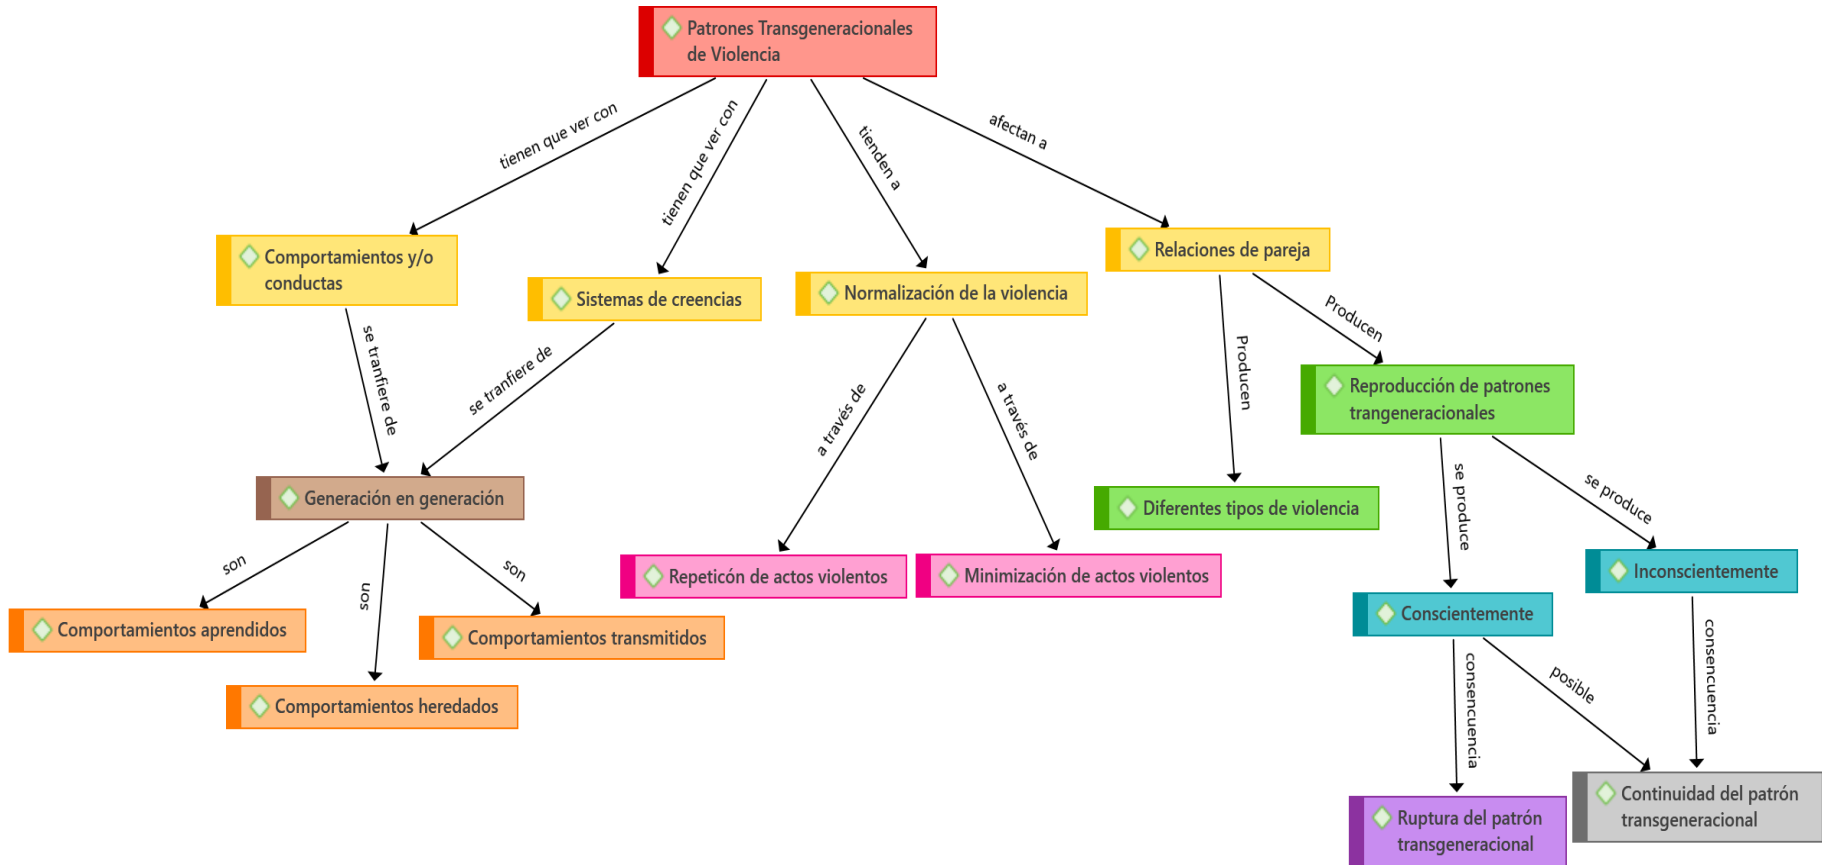 Patrones Transgeneracionales
de Violencia
tienen que ver con
tienen que ver con
tienden a
afectan a
Comportamientos y/o
conductas
Sistemas de creencias
Normalización de la violencia
Relaciones de pareja
se tranfiere de
se tranfiere de
a través de
a través de
Producen
Producen
Reproducción de patrones
trangeneracionales
Generación en generación
Diferentes tipos de violencia
se produce
se produce
son
son
son
Repeticón de actos violentos
Minimización de actos violentos
Inconscientemente
Conscientemente
Comportamientos aprendidos
Comportamientos transmitidos
Comportamientos heredados
consencuencia
posible
consencuencia
Ruptura del patrón
transgeneracional
Continuidad del patrón
transgeneracional